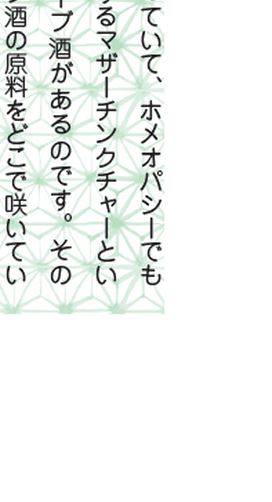 ていて、ホメオパシーでも
るマザーチンクチャーとい
ブ酒があるのです。その
酒の原料をどこで咲いてい